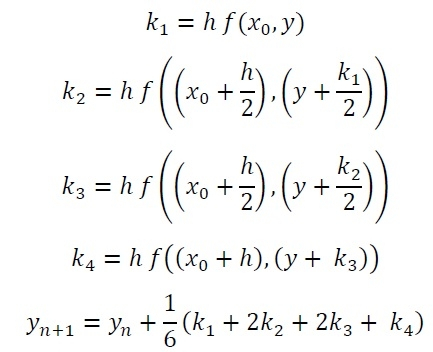 k₁ = h f(x₀, y)
k₂ = h f((x₀ + h/2), (y + k₁/2))
k₃ = h f((x₀ + h/2), (y + k₂/2))
k₄ = h f((x₀ + h), (y + k₃))
yₙ₊₁ = yₙ + 1/6 (k₁ + 2k₂ + 2k₃ + k₄)